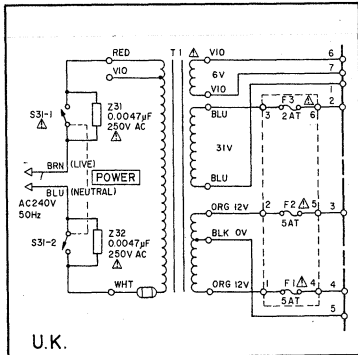 RED
T1
VIO
6
VIO
7
6V
1
VIO
S31-1
Z31
0.0047μF
250V AC
BLU
F3
2
3
2AT
6
31V
BRN (LIVE)
POWER
BLU
BLU (NEUTRAL)
AC240V
50Hz
ORG 12V
2
F2
5
3
5AT
S31-2
Z32
0.0047μF
250V AC
BLK 0V
WHT
ORG 12V
1
F1
4
4
5AT
5
U.K.